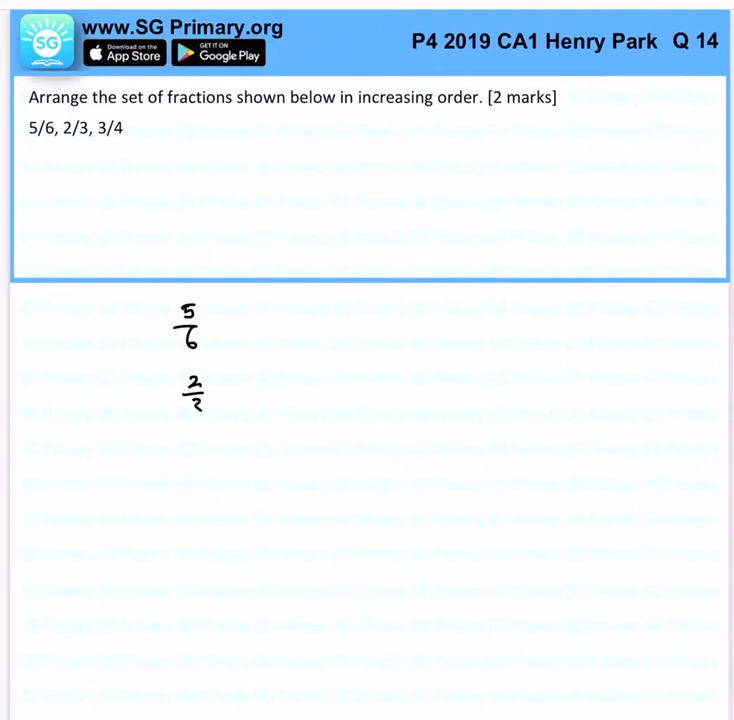 www.SG Primary.org
SG
Download on the
App Store
GET IT ON
Google Play
P4 2019 CA1 Henry Park Q 14
Arrange the set of fractions shown below in increasing order. [2 marks]
5/6, 2/3, 3/4
5
6
2